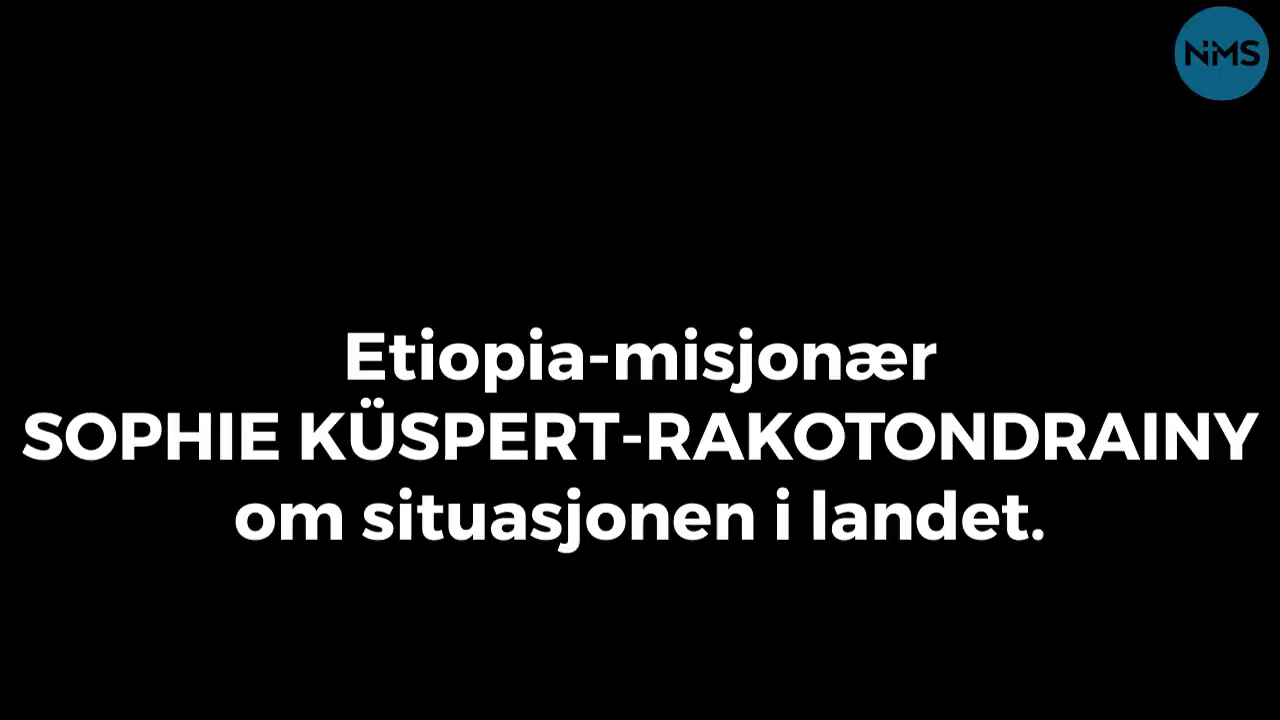 NMS
Etiopia-misjonær
SOPHIE KÜSPERT-RAKOTONDRAINY
om situasjonen i landet.